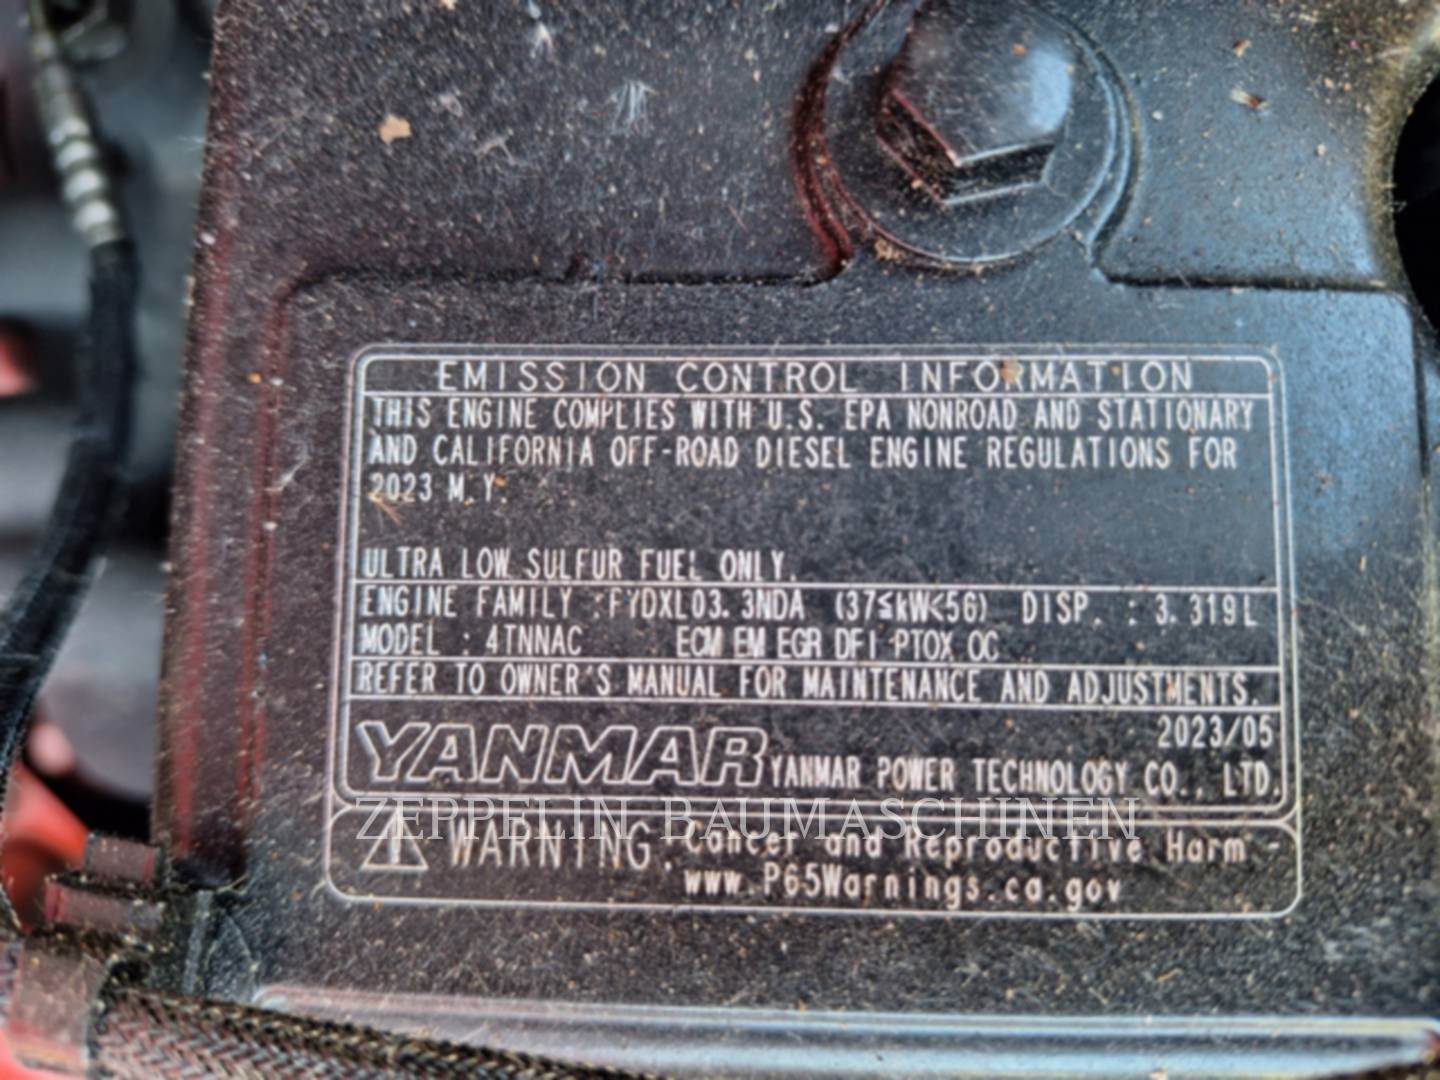 EMISSION CONTROL INFORMATION
THIS ENGINE COMPLIES WITH U.S. EPA NONROAD AND STATIONARY
AND CALIFORNIA OFF-ROAD DIESEL ENGINE REGULATIONS FOR
2023 M.Y.
ULTRA LOW SULFUR FUEL ONLY.
ENGINE FAMILY :FYDXL03.3NDA (37≦kW<56) DISP. : 3.319L
MODEL : 4TNNAC ECM EM EGR DFI PTOX OC
REFER TO OWNER'S MANUAL FOR MAINTENANCE AND ADJUSTMENTS.
2023/05
YANMAR YANMAR POWER TECHNOLOGY CO., LTD.
ZEPPELIN BAUMASCHINEN
WARNING: Cancer and Reproductive Harm -
www.P65Warnings.ca.gov